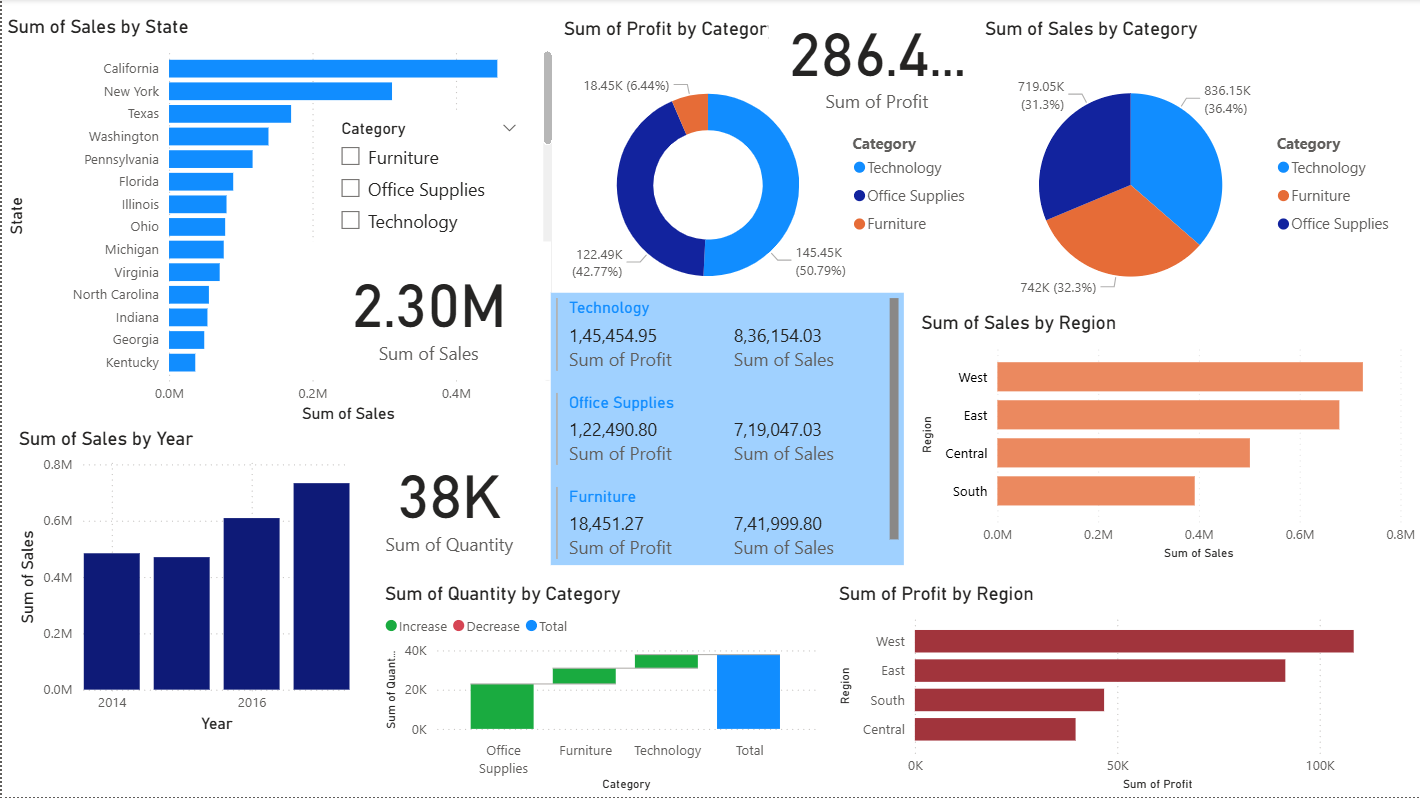 Sum of Sales by State
State
California
New York
Texas
Washington
Pennsylvania
Florida
Illinois
Ohio
Michigan
Virginia
North Carolina
Indiana
Georgia
Kentucky
0.0M 0.2M 0.4M
Sum of Sales
Category
Furniture
Office Supplies
Technology
2.30M
Sum of Sales
Sum of Profit by Category
18.45K (6.44%)
122.49K
(42.77%)
145.45K
(50.79%)
286.4...
Sum of Profit
Category
Technology
Office Supplies
Furniture
Sum of Sales by Category
719.05K
(31.3%)
836.15K
(36.4%)
742K (32.3%)
Category
Technology
Furniture
Office Supplies
Technology
1,45,454.95 8,36,154.03
Sum of Profit Sum of Sales
Office Supplies
1,22,490.80 7,19,047.03
Sum of Profit Sum of Sales
Furniture
18,451.27 7,41,999.80
Sum of Profit Sum of Sales
Sum of Sales by Region
Region
West
East
Central
South
0.0M 0.2M 0.4M 0.6M 0.8M
Sum of Sales
Sum of Sales by Year
Sum of Sales
0.8M
0.6M
0.4M
0.2M
0.0M
2014 2016
Year
38K
Sum of Quantity
Sum of Quantity by Category
Increase Decrease Total
Sum of Quant...
40K
20K
0K
Office
Supplies
Furniture
Technology
Total
Category
Sum of Profit by Region
Region
West
East
South
Central
0K 50K 100K
Sum of Profit